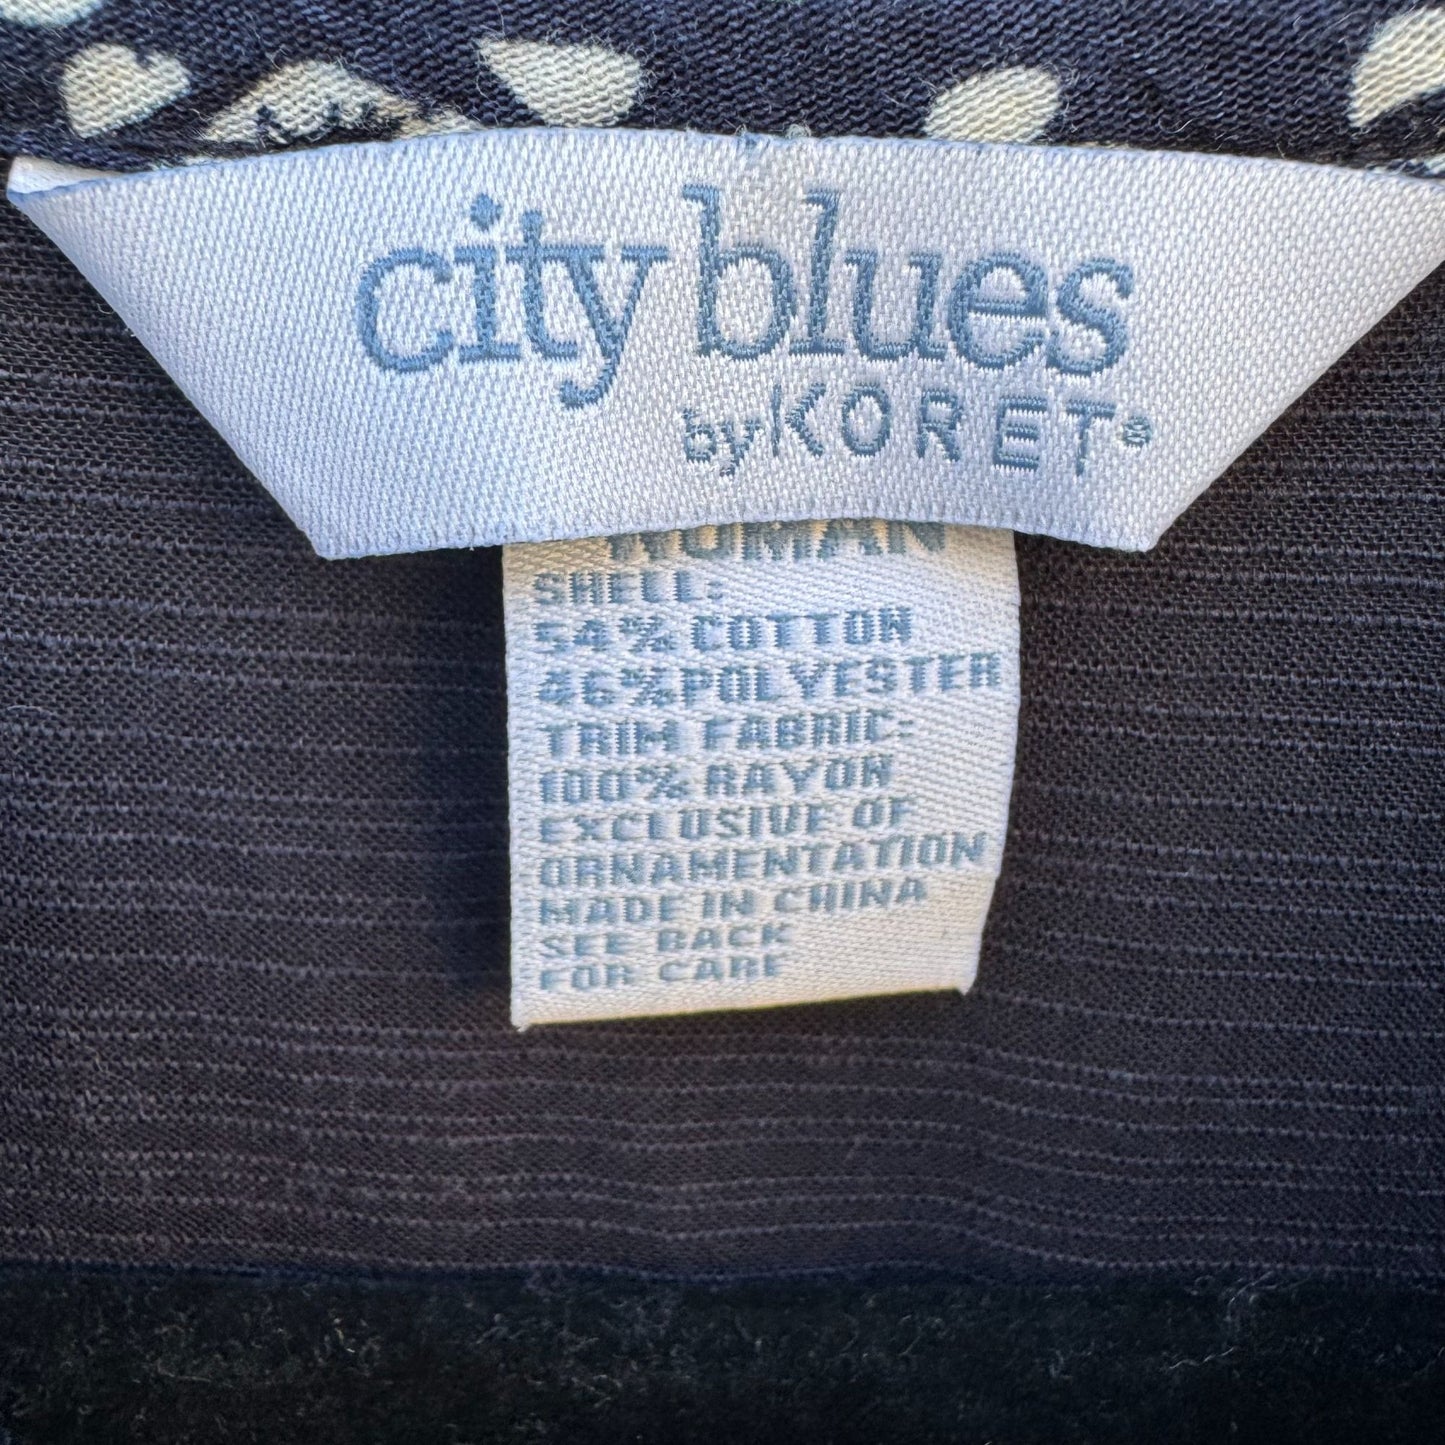 city blues
by KORET®
WOMAN
SHELL:
54% COTTON
46% POLYESTER
TRIM FABRIC:
100% RAYON
EXCLUSIVE OF
ORNAMENTATION
MADE IN CHINA
SEE BACK
FOR CARE